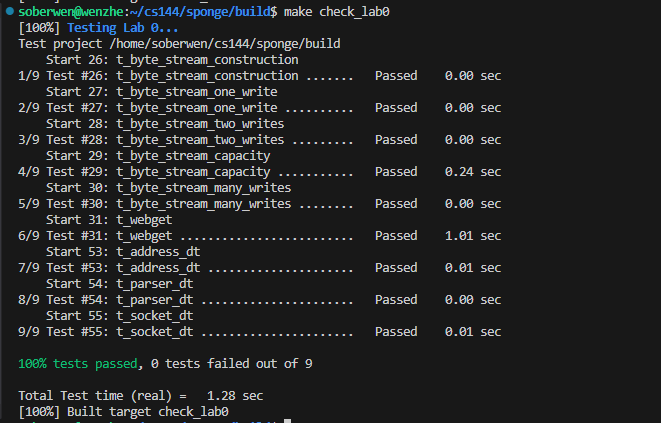 soberwen@wenzhe:~/cs144/sponge/build$ make check_lab0
[100%] Testing Lab 0...
Test project /home/soberwen/cs144/sponge/build
    Start 26: t_byte_stream_construction
1/9 Test #26: t_byte_stream_construction .......   Passed    0.00 sec
    Start 27: t_byte_stream_one_write
2/9 Test #27: t_byte_stream_one_write ..........   Passed    0.00 sec
    Start 28: t_byte_stream_two_writes
3/9 Test #28: t_byte_stream_two_writes .........   Passed    0.00 sec
    Start 29: t_byte_stream_capacity
4/9 Test #29: t_byte_stream_capacity ...........   Passed    0.24 sec
    Start 30: t_byte_stream_many_writes
5/9 Test #30: t_byte_stream_many_writes ........   Passed    0.00 sec
    Start 31: t_webget
6/9 Test #31: t_webget .........................   Passed    1.01 sec
    Start 53: t_address_dt
7/9 Test #53: t_address_dt .....................   Passed    0.01 sec
    Start 54: t_parser_dt
8/9 Test #54: t_parser_dt ......................   Passed    0.00 sec
    Start 55: t_socket_dt
9/9 Test #55: t_socket_dt ......................   Passed    0.01 sec

100% tests passed, 0 tests failed out of 9

Total Test time (real) =   1.28 sec
[100%] Built target check_lab0